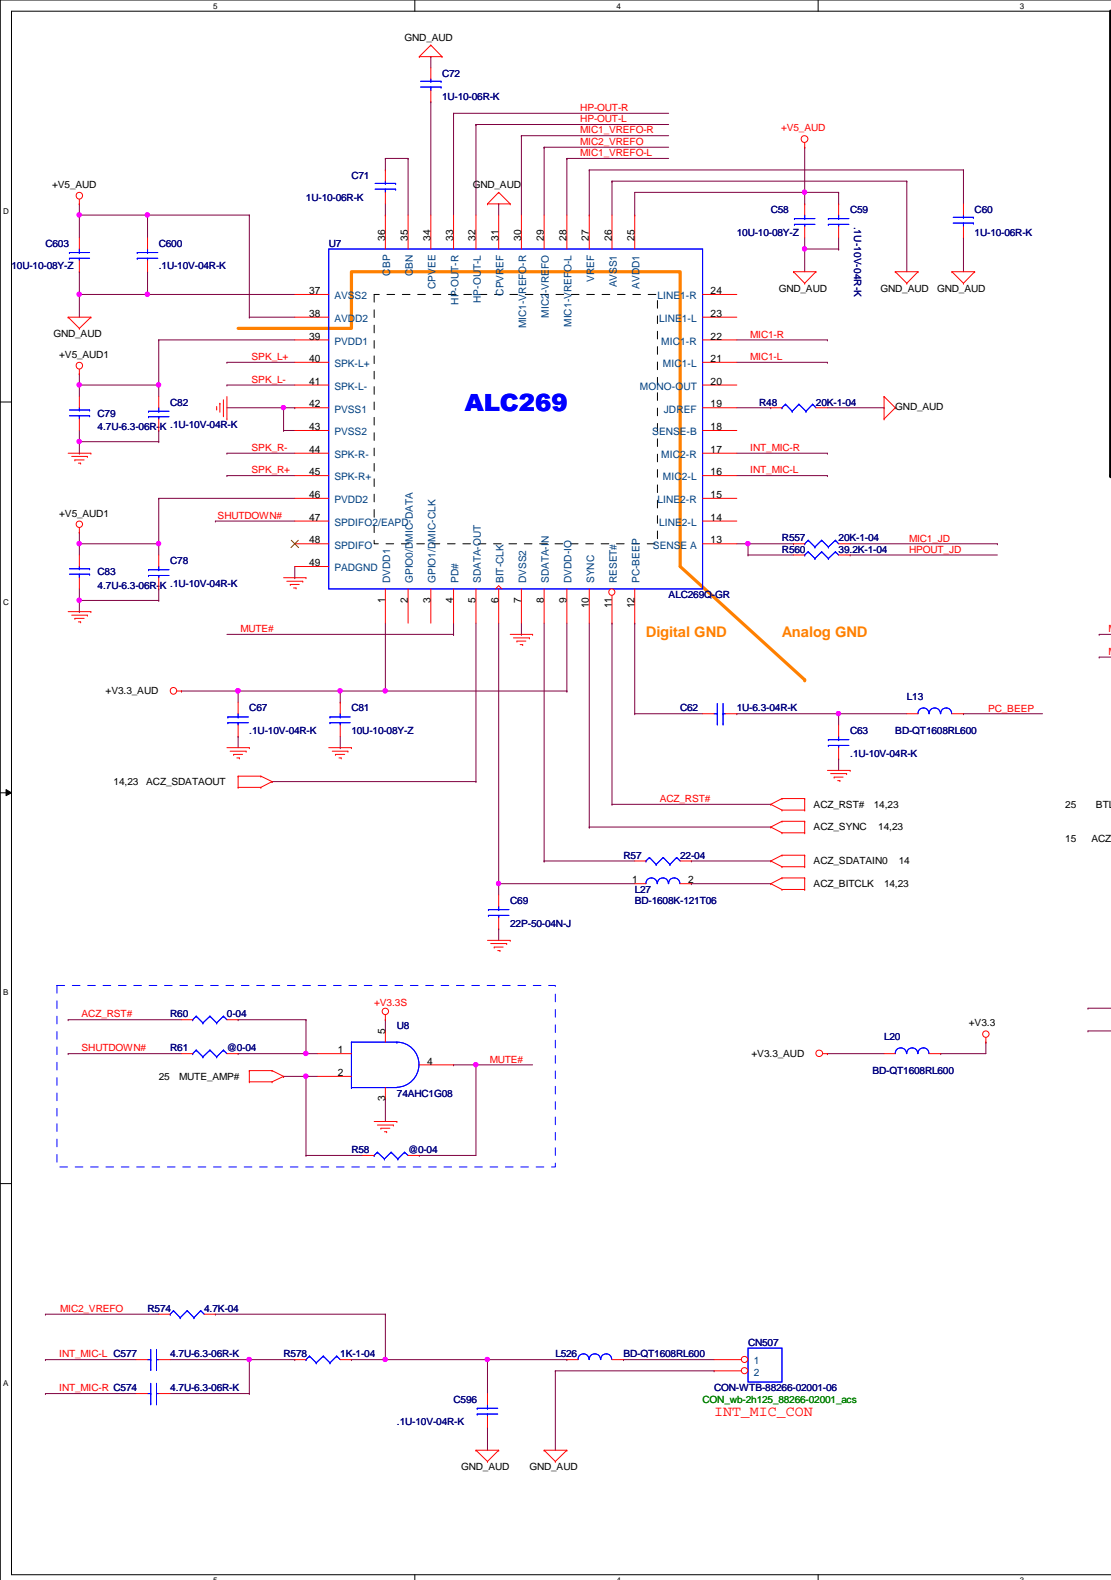 5 4 3
GND_AUD
C72
1U-10-06R-K
HP-OUT-R
HP-OUT-L
MIC1_VREFO-R
MIC2_VREFO
MIC1_VREFO-L
+V5_AUD
C71
1U-10-06R-K
GND_AUD
+V5_AUD
C603
10U-10-08Y-Z
C600
.1U-10V-04R-K
GND_AUD
C58
10U-10-08Y-Z
C59
.1U-10V-04R-K
C60
1U-10-06R-K
GND_AUD
GND_AUD
GND_AUD
D
U7
36 35 34 33 32 31 30 29 28 27 26 25
CBP
CBN
CPVEE
HP-OUT-R
HP-OUT-L
CPVREF
MIC1-VREFO-R
MIC2-VREFO
MIC1-VREFO-L
VREF
AVSS1
AVDD1
37 AVSS2
38 AVDD2
39 PVDD1
40 SPK-L+
41 SPK-L-
42 PVSS1
43 PVSS2
44 SPK-R-
45 SPK-R+
46 PVDD2
47 SPDIFO2/EAPD
48 SPDIFO
49 PADGND
LINE1-R 24
LINE1-L 23
MIC1-R 22 MIC1-R
MIC1-L 21 MIC1-L
MONO-OUT 20
JDREF 19 R48 20K-1-04 GND_AUD
SENSE-B 18
MIC2-R 17 INT_MIC-R
MIC2-L 16 INT_MIC-L
LINE2-R 15
LINE2-L 14
SENSE A 13
R557 20K-1-04 MIC1_JD
R560 39.2K-1-04 HPOUT_JD
ALC269
+V5_AUD1
SPK_L+
SPK_L-
C79
4.7U-6.3-06R-K
C82
.1U-10V-04R-K
SPK_R-
SPK_R+
+V5_AUD1
SHUTDOWN#
C83
4.7U-6.3-06R-K
C78
.1U-10V-04R-K
DVDD1
GPIO0/DMIC-DATA
GPIO1/DMIC-CLK
PD#
SDATA-OUT
BIT-CLK
DVSS2
SDATA-IN
DVDD-IO
SYNC
RESET#
PC-BEEP
1 2 3 4 5 6 7 8 9 10 11 12
ALC269Q-GR
C
MUTE#
Digital GND
Analog GND
+V3.3_AUD
C67
.1U-10V-04R-K
C81
10U-10-08Y-Z
C62 1U-6.3-04R-K
L13
BD-QT1608RL600
PC_BEEP
C63
.1U-10V-04R-K
14,23 ACZ_SDATAOUT
ACZ_RST#
ACZ_RST# 14,23
ACZ_SYNC 14,23
R57 22-04
ACZ_SDATAIN0 14
1 2
L27
BD-1608K-121T06
ACZ_BITCLK 14,23
25
15 ACZ
C69
22P-50-04N-J
B
ACZ_RST# R60 0-04
SHUTDOWN# R61 @0-04
25 MUTE_AMP#
+V3.3S
U8
5
1
2
4
3
MUTE#
74AHC1G08
R58 @0-04
+V3.3_AUD
L20
BD-QT1608RL600
+V3.3
MIC2_VREFO R574 4.7K-04
INT_MIC-L C577 4.7U-6.3-06R-K
INT_MIC-R C574 4.7U-6.3-06R-K
R578 1K-1-04
L526 BD-QT1608RL600
CN507
1
2
CON-WTB-88266-02001-06
CON_wb-2h125_88266-02001_acs
INT_MIC_CON
A
C596
.1U-10V-04R-K
GND_AUD
GND_AUD
5 4 3